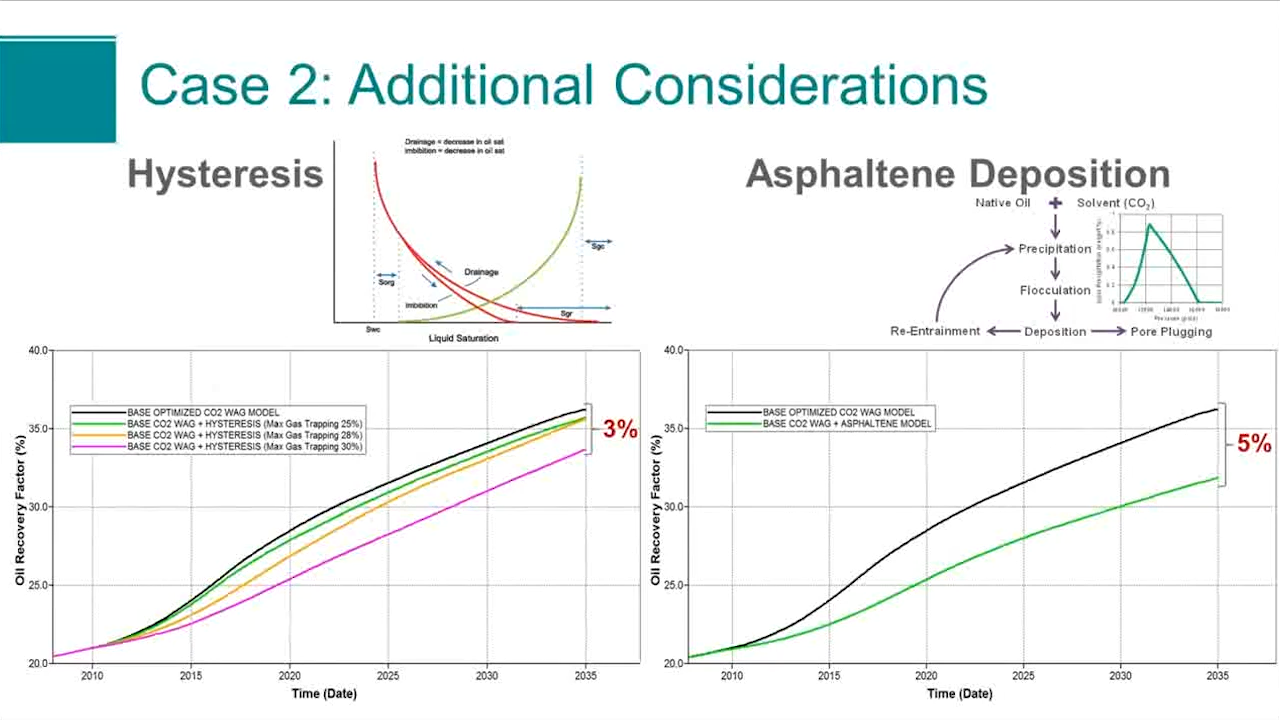 Case 2: Additional Considerations
Hysteresis
Drainage = decrease in oil sat
Imbibition = decrease in oil sat
Sgc
Sorg
Drainage
Imbibition
Sgr
Swc
Liquid Saturation
Asphaltene Deposition
Native Oil + Solvent (CO2)
Precipitation
Flocculation
Re-Entrainment
Deposition
Pore Plugging
40.0
35.0
30.0
25.0
20.0
Oil Recovery Factor (%)
BASE OPTIMIZED CO2 WAG MODEL
BASE CO2 WAG + HYSTERESIS (Max Gas Trapping 25%)
BASE CO2 WAG + HYSTERESIS (Max Gas Trapping 28%)
BASE CO2 WAG + HYSTERESIS (Max Gas Trapping 30%)
3%
2010 2015 2020 2025 2030 2035
Time (Date)
40.0
35.0
30.0
25.0
20.0
Oil Recovery Factor (%)
BASE OPTIMIZED CO2 WAG MODEL
BASE CO2 WAG + ASPHALTENE MODEL
5%
2010 2015 2020 2025 2030 2035
Time (Date)